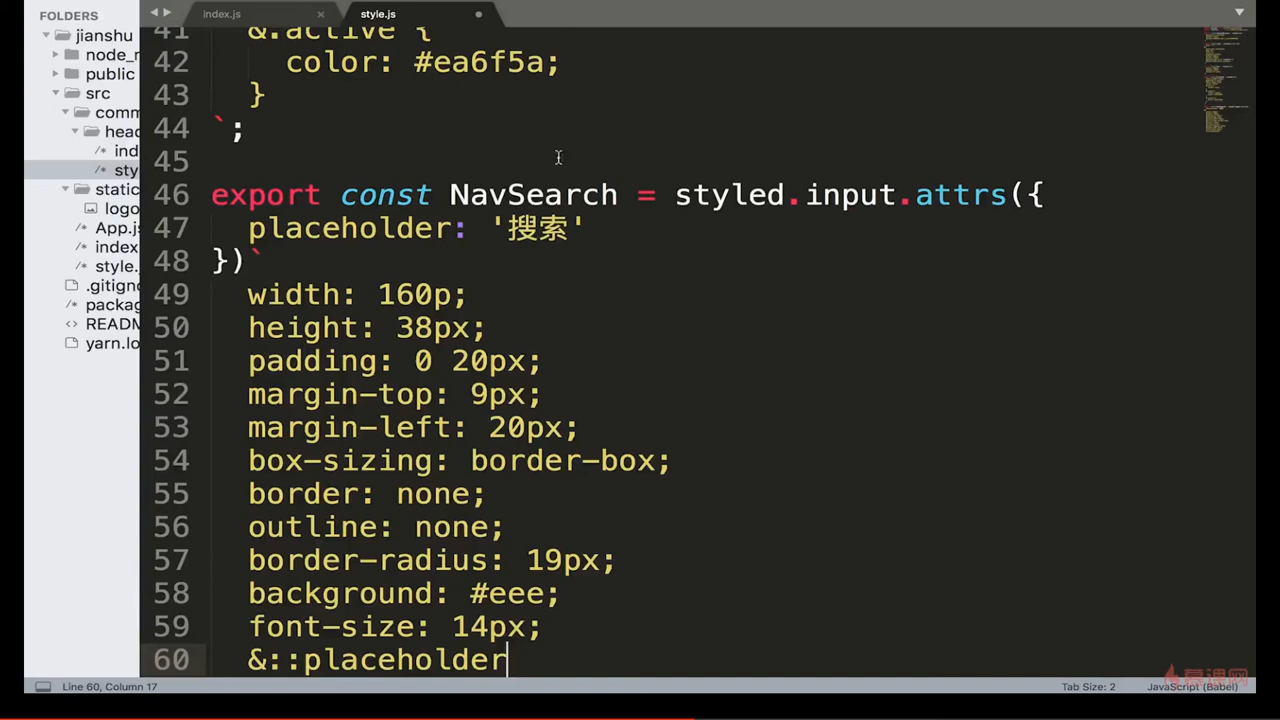 FOLDERS
jianshu
node_r
public
src
comm
head
ind
sty
static
logo
App.js
index
style.
.gitign
packag
README
yarn.lo
index.js ×
style.js
41 &.active {
42 color: #ea6f5a;
43 }
44 `;
45
46 export const NavSearch = styled.input.attrs({
47 placeholder: '搜索'
48 })`
49 width: 160p;
50 height: 38px;
51 padding: 0 20px;
52 margin-top: 9px;
53 margin-left: 20px;
54 box-sizing: border-box;
55 border: none;
56 outline: none;
57 border-radius: 19px;
58 background: #eee;
59 font-size: 14px;
60 &::placeholder
慕课网
Line 60, Column 17
Tab Size: 2
JavaScript (Babel)